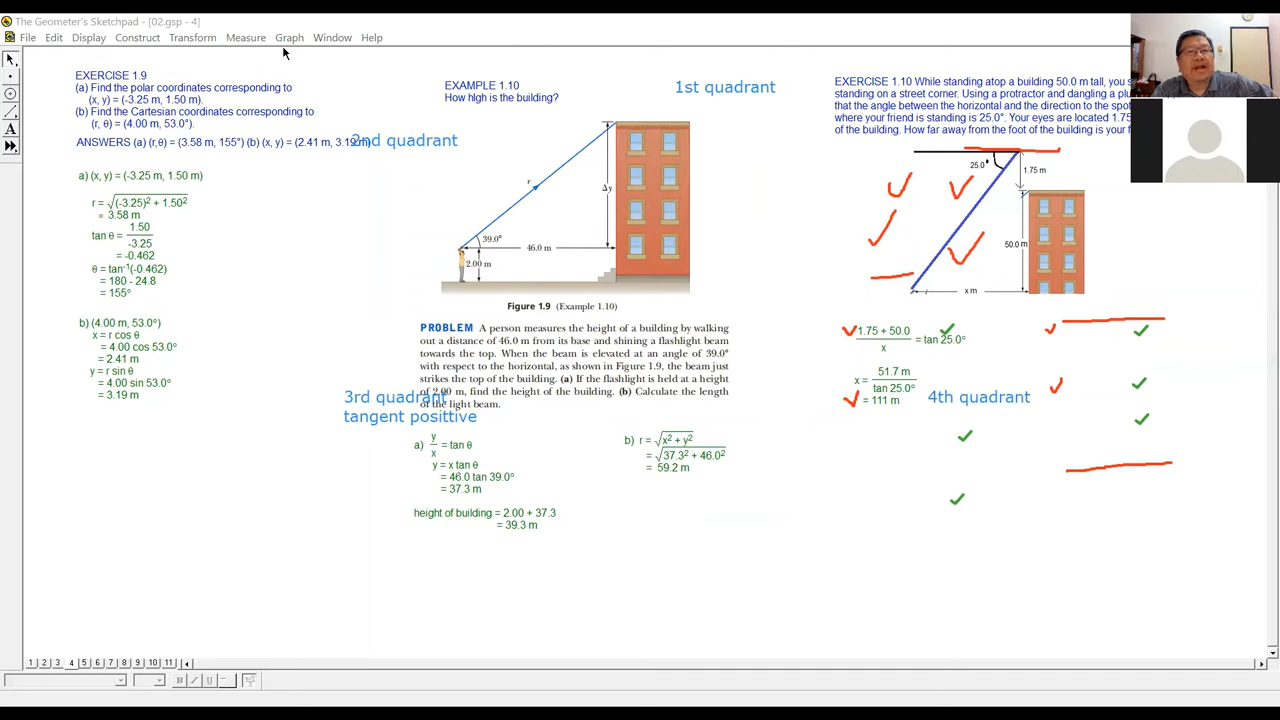 The Geometer's Sketchpad - [02.gsp - 4]
File Edit Display Construct Transform Measure Graph Window Help
EXERCISE 1.9
(a) Find the polar coordinates corresponding to
(x, y) = (-3.25 m, 1.50 m).
(b) Find the Cartesian coordinates corresponding to
(r, θ) = (4.00 m, 53.0°).
ANSWERS (a) (r,θ) = (3.58 m, 155°) (b) (x, y) = (2.41 m, 3.19 m)
a) (x, y) = (-3.25 m, 1.50 m)
r = √(-3.25)² + 1.50²
= 3.58 m
tan θ = 1.50
-3.25
= -0.462
θ = tan⁻¹(-0.462)
= 180 - 24.8
= 155°
b) (4.00 m, 53.0°)
x = r cos θ
= 4.00 cos 53.0°
= 2.41 m
y = r sin θ
= 4.00 sin 53.0°
= 3.19 m
2nd quadrant
EXAMPLE 1.10
How high is the building?
1st quadrant
r
Δy
39.0°
46.0 m
2.00 m
Figure 1.9 (Example 1.10)
PROBLEM A person measures the height of a building by walking
out a distance of 46.0 m from its base and shining a flashlight beam
towards the top. When the beam is elevated at an angle of 39.0°
with respect to the horizontal, as shown in Figure 1.9, the beam just
strikes the top of the building. (a) If the flashlight is held at a height
of 2.00 m, find the height of the building. (b) Calculate the length
of the light beam.
3rd quadrant
tangent possitive
a) y
x = tan θ
y = x tan θ
= 46.0 tan 39.0°
= 37.3 m
height of building = 2.00 + 37.3
= 39.3 m
b) r = √x² + y²
= √37.3² + 46.0²
= 59.2 m
EXERCISE 1.10 While standing atop a building 50.0 m tall, you s
standing on a street corner. Using a protractor and dangling a plu
that the angle between the horizontal and the direction to the spot
where your friend is standing is 25.0°. Your eyes are located 1.75
of the building. How far away from the foot of the building is your f
25.0°
1.75 m
50.0 m
x m
1.75 + 50.0
x = tan 25.0°
x = 51.7 m
tan 25.0°
= 111 m
4th quadrant
1 2 3 4 5 6 7 8 9 10 11
B I U